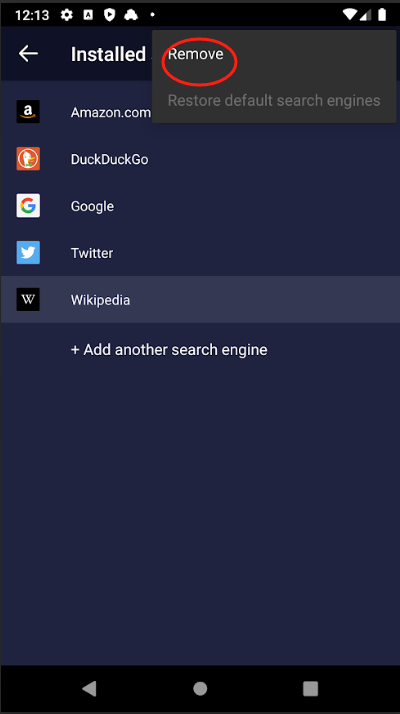 12:13
Installed
Remove
Restore default search engines
Amazon.com
DuckDuckGo
Google
Twitter
Wikipedia
+ Add another search engine